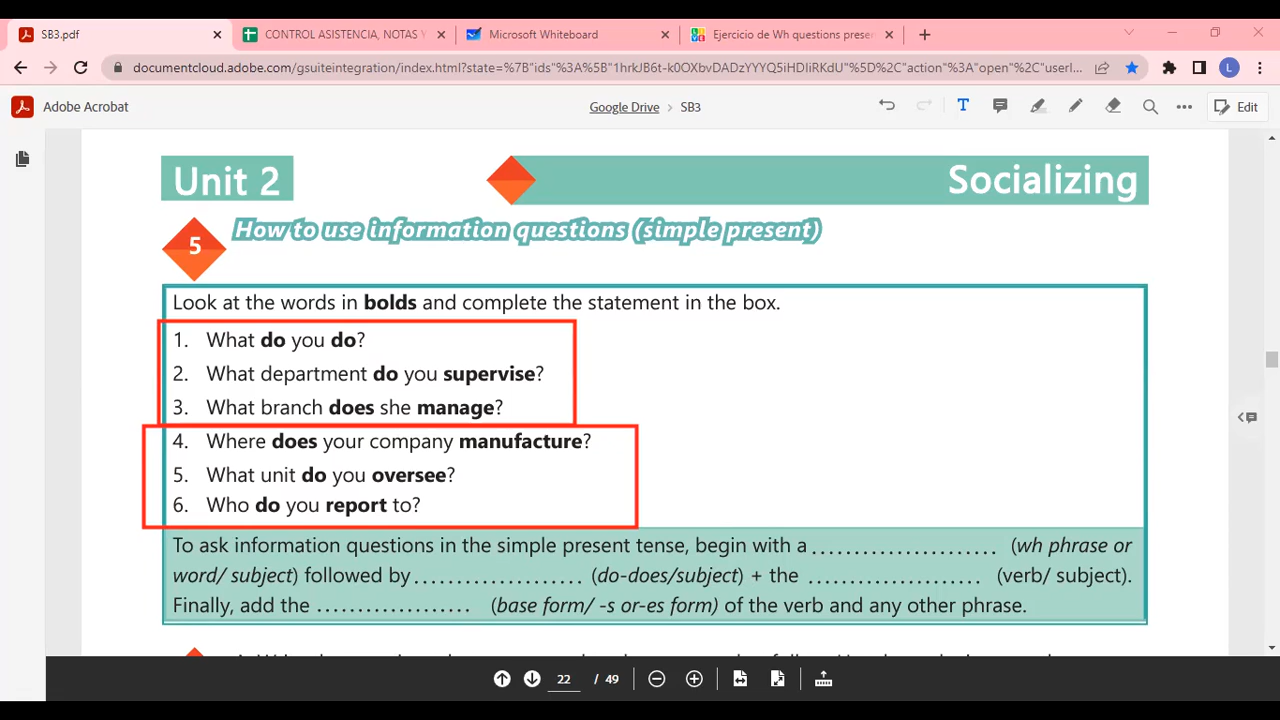 SB3.pdf
CONTROL ASISTENCIA, NOTAS Y
Microsoft Whiteboard
Ejercicio de Wh questions presen
documentcloud.adobe.com/gsuiteintegration/index.html?state=%7B"ids"%3A%5B"1hrkJB6t-k0OXbvDADzYYYQ5iHDIiRKdU"%5D%2C"action"%3A"open"%2C"userI...
L
Adobe Acrobat
Google Drive > SB3
T
Edit
Unit 2
Socializing
5
How to use information questions (simple present)
Look at the words in bolds and complete the statement in the box.
1. What do you do?
2. What department do you supervise?
3. What branch does she manage?
4. Where does your company manufacture?
5. What unit do you oversee?
6. Who do you report to?
To ask information questions in the simple present tense, begin with a ...................... (wh phrase or
word/ subject) followed by.................... (do-does/subject) + the .................... (verb/ subject).
Finally, add the .................. (base form/ -s or-es form) of the verb and any other phrase.
22 / 49